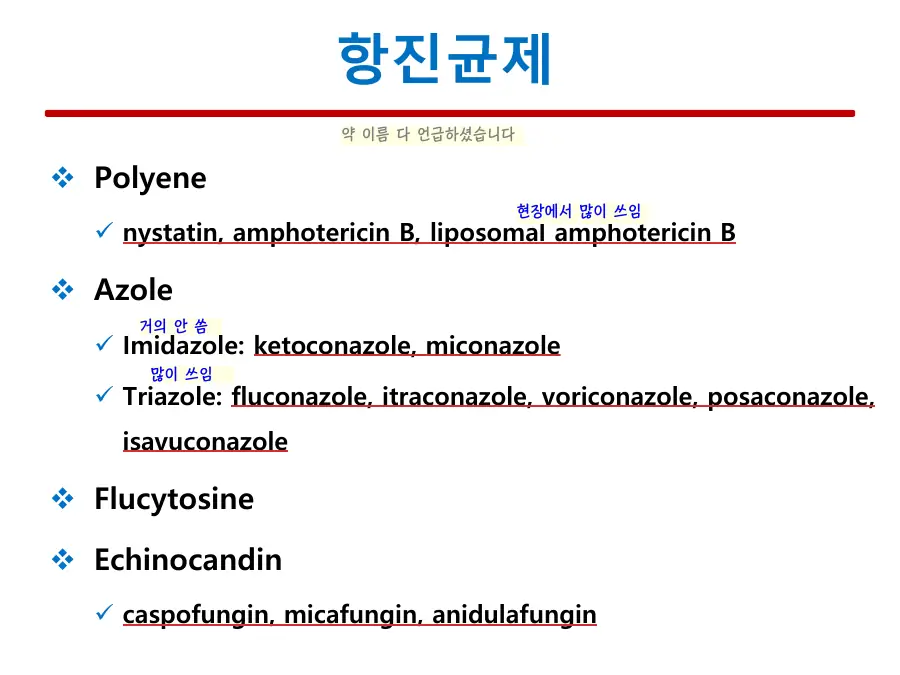 항진균제
약 이름 다 언급하셨습니다
Polyene
현장에서 많이 쓰임
nystatin, amphotericin B, liposomal amphotericin B
Azole
거의 안 씀
Imidazole: ketoconazole, miconazole
많이 쓰임
Triazole: fluconazole, itraconazole, voriconazole, posaconazole,
isavuconazole
Flucytosine
Echinocandin
caspofungin, micafungin, anidulafungin